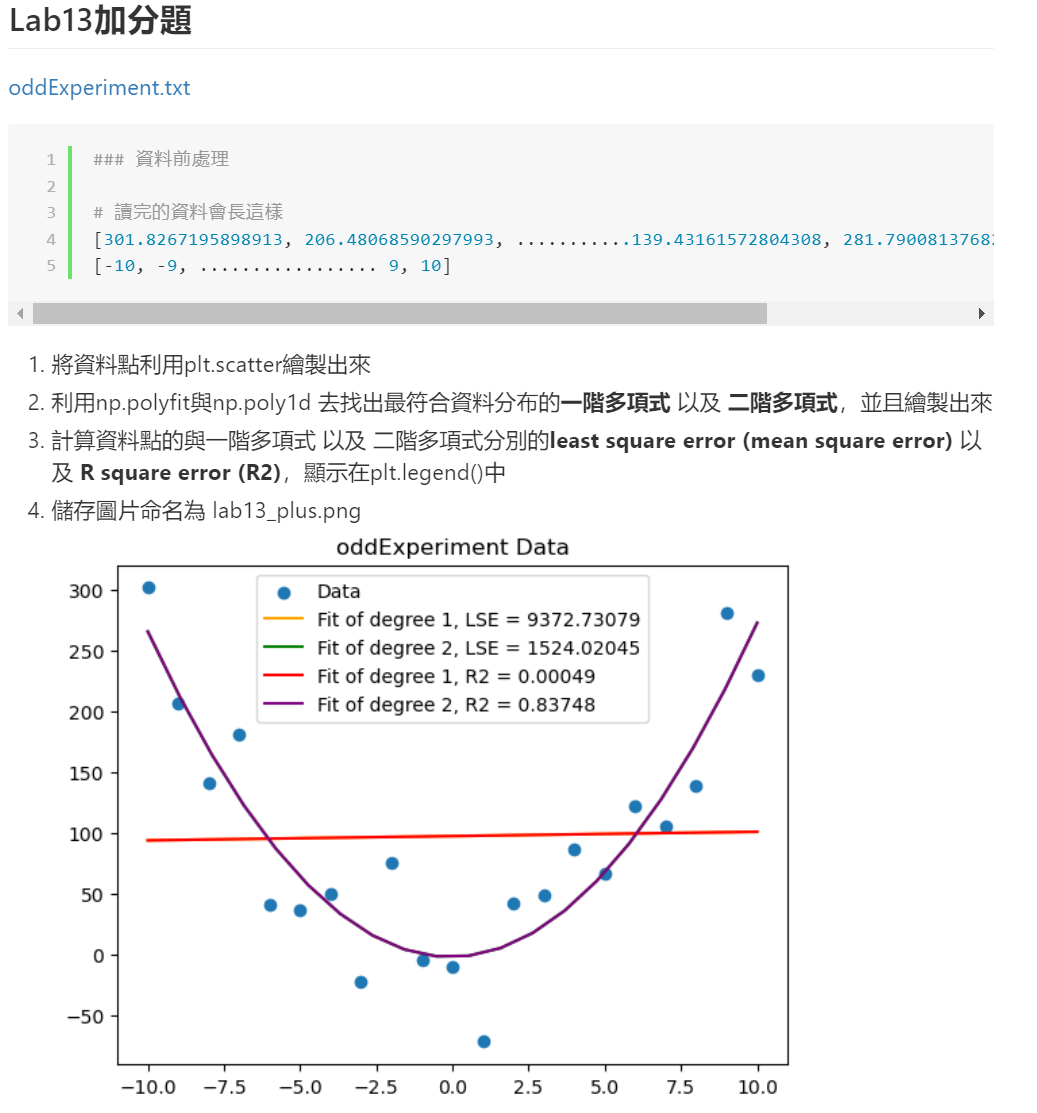 Lab13加分題
oddExperiment.txt
1 ### 資料前處理
2
3 # 讀完的資料會長這樣
4 [301.8267195898913, 206.48068590297993, ...........139.43161572804308, 281.7900813768
5 [-10, -9, ................. 9, 10]
1. 將資料點利用plt.scatter繪製出來
2. 利用np.polyfit與np.poly1d 去找出最符合資料分布的一階多項式 以及 二階多項式，並且繪製出來
3. 計算資料點的與一階多項式 以及 二階多項式分別的least square error (mean square error) 以
及 R square error (R2)，顯示在plt.legend()中
4. 儲存圖片命名為 lab13_plus.png
oddExperiment Data
Data
Fit of degree 1, LSE = 9372.73079
Fit of degree 2, LSE = 1524.02045
Fit of degree 1, R2 = 0.00049
Fit of degree 2, R2 = 0.83748
300
250
200
150
100
50
0
−50
−10.0 −7.5 −5.0 −2.5 0.0 2.5 5.0 7.5 10.0